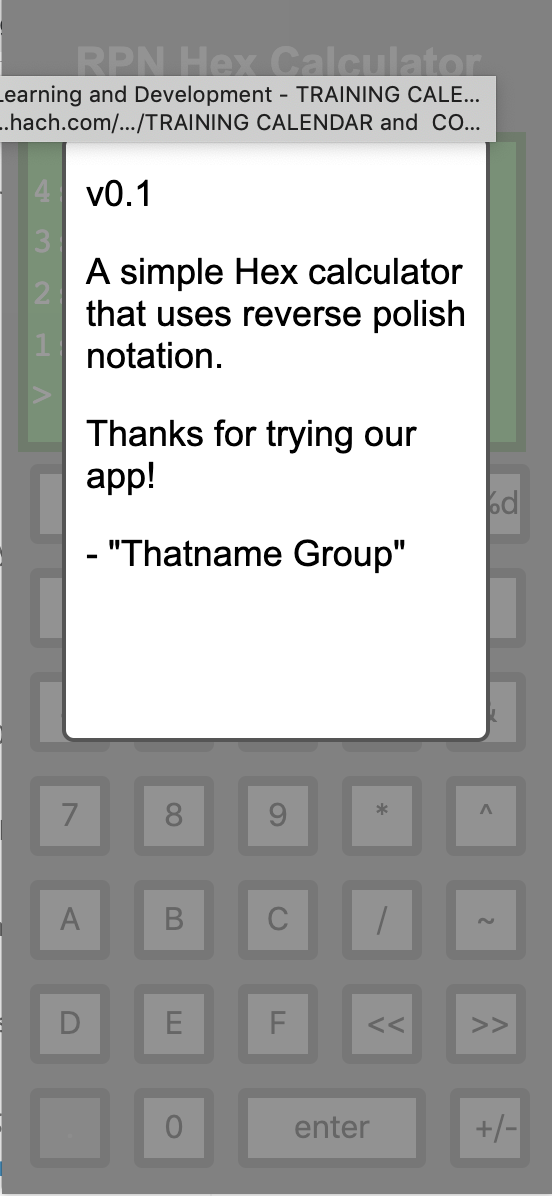 RPN Hex Calculator
Learning and Development - TRAINING CALE...
..hach.com/.../TRAINING CALENDAR and CO...
4:
3:
2:
1:
>
v0.1
A simple Hex calculator
that uses reverse polish
notation.
Thanks for trying our
app!
- "Thatname Group"
%d
&
7 8 9 * ^
A B C / ~
D E F << >>
. 0 enter +/-